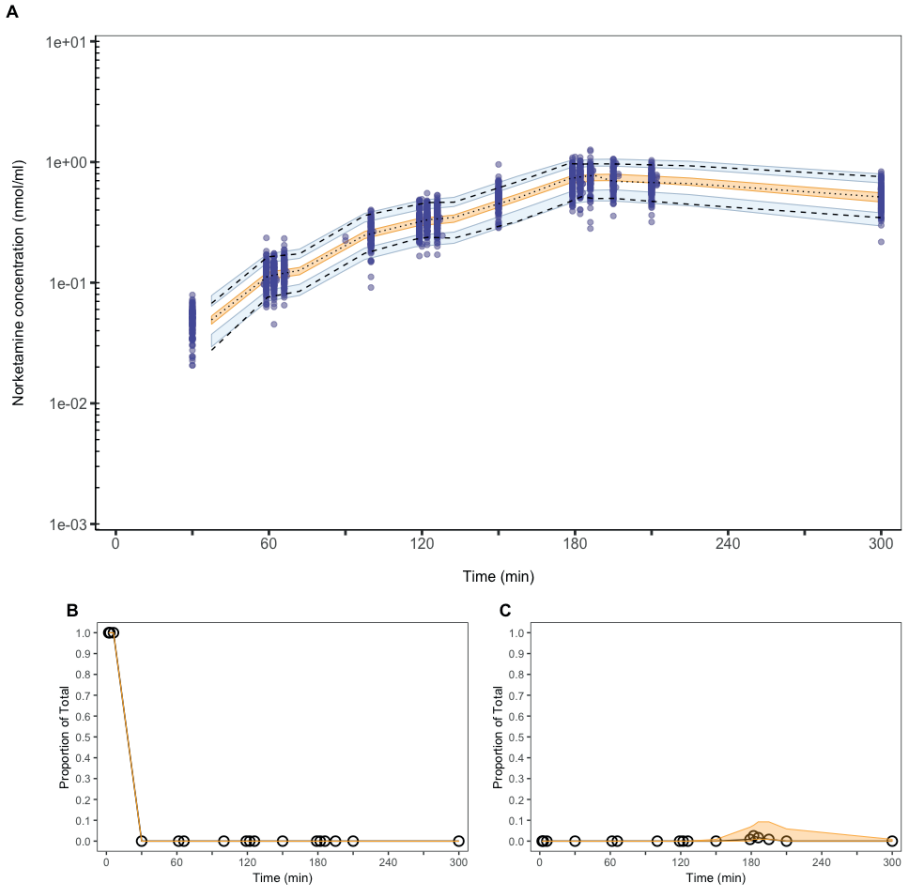 A
Norketamine concentration (nmol/ml)
1e+01
1e+00
1e-01
1e-02
1e-03
0 60 120 180 240 300
Time (min)
B
Proportion of Total
1.0
0.9
0.8
0.7
0.6
0.5
0.4
0.3
0.2
0.1
0.0
0 60 120 180 240 300
Time (min)
C
Proportion of Total
1.0
0.9
0.8
0.7
0.6
0.5
0.4
0.3
0.2
0.1
0.0
0 60 120 180 240 300
Time (min)